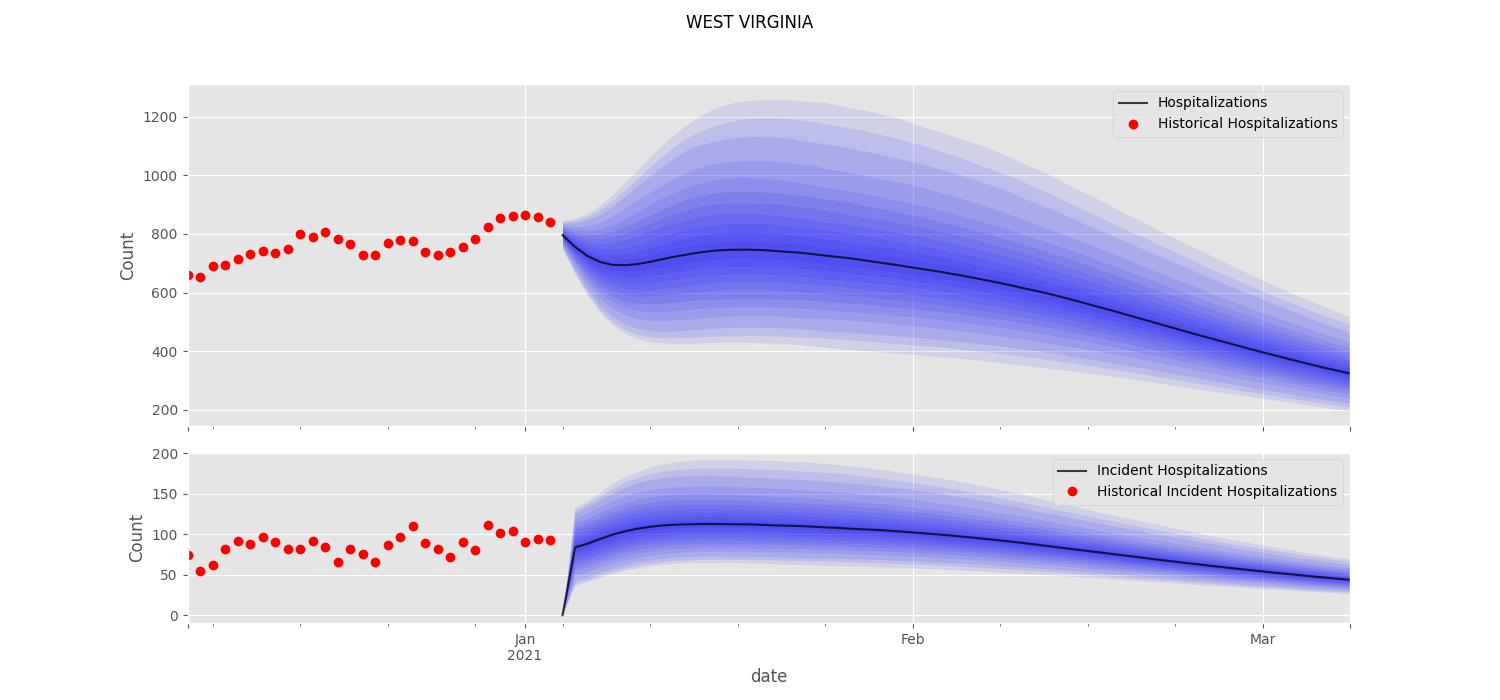 WEST VIRGINIA
Hospitalizations
Historical Hospitalizations
Count
1200
1000
800
600
400
200
Incident Hospitalizations
Historical Incident Hospitalizations
Count
200
150
100
50
0
Jan
2021
Feb
Mar
date